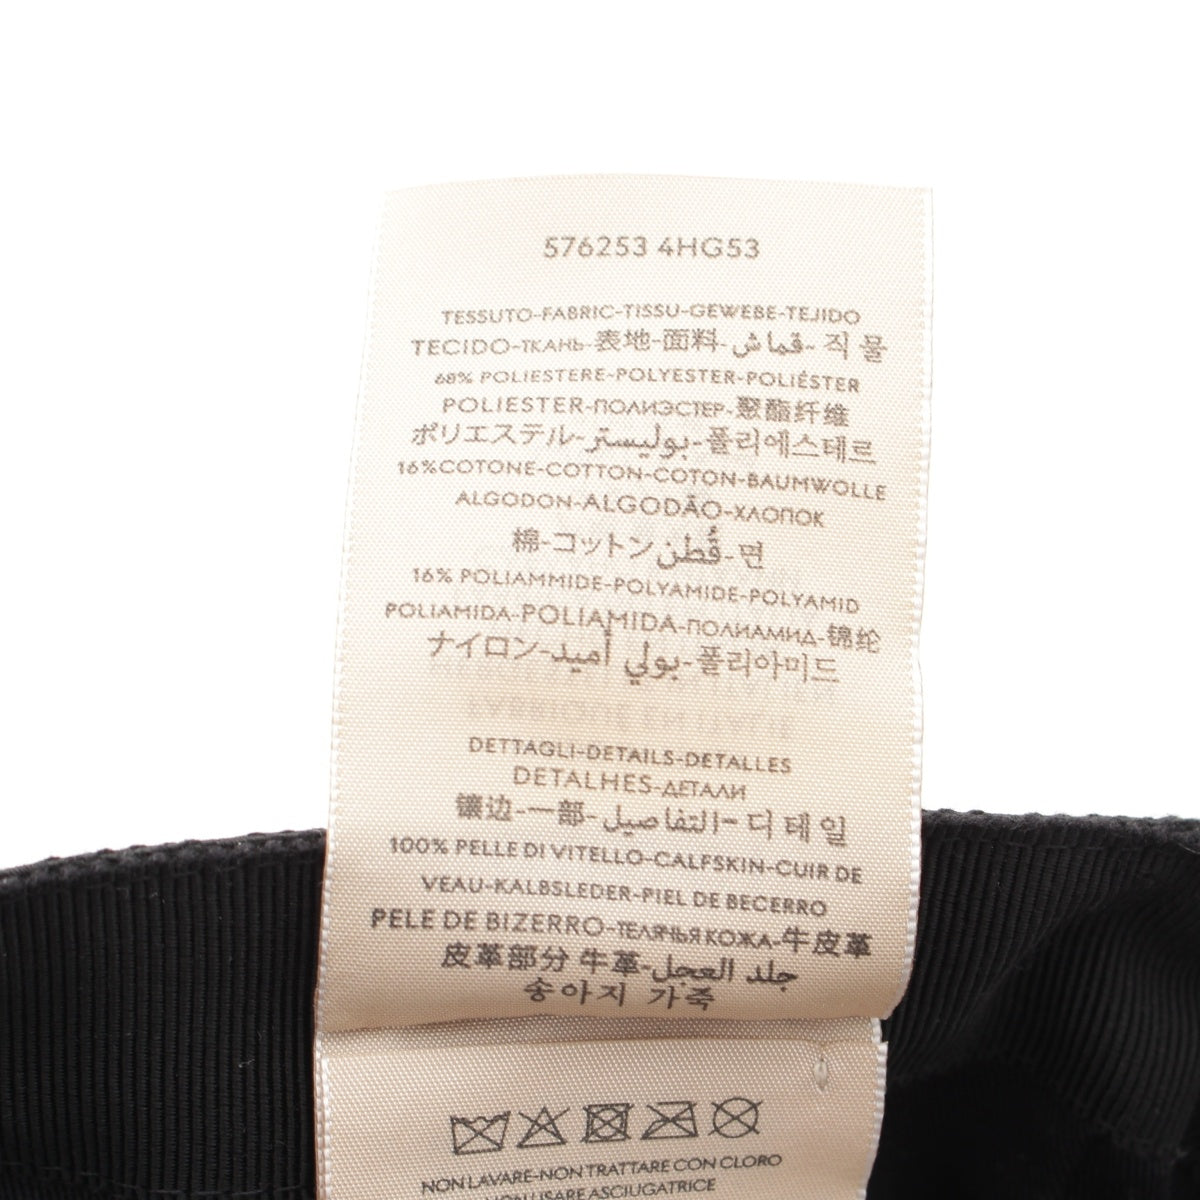 576253 4HG53
TESSUTO-FABRIC-TISSU-GEWEBE-TEJIDO
TECIDO-ТКАНЬ-表地-面料-قماش-직물
68% POLIESTERE-POLYESTER-POLIÉSTER
POLIESTER-ПОЛИЭСТЕР-聚酯纤维
ポリエステル-بوليستر-폴리에스테르
16%COTONE-COTTON-COTON-BAUMWOLLE
ALGODON-ALGODÃO-ХЛОПОК
棉-コットン-قُطن-면
16% POLIAMMIDE-POLYAMIDE-POLYAMID
POLIAMIDA-POLIAMIDA-ПОЛИАМИД-锦纶
ナイロン-بولي أميد-폴리아미드
DETTAGLI-DETAILS-DETALLES
DETALHES-ДЕТАЛИ
镶边-一部-التفاصيل-디테일
100% PELLE DI VITELLO-CALFSKIN-CUIR DE
VEAU-KALBSLEDER-PIEL DE BECERRO
PELE DE BIZERRO-ТЕЛЯЧЬЯ КОЖА-牛皮革
皮革部分 牛革-جلد العجل
송아지 가죽
NON LAVARE-NON TRATTARE CON CLORO
NON USARE ASCIUGATRICE